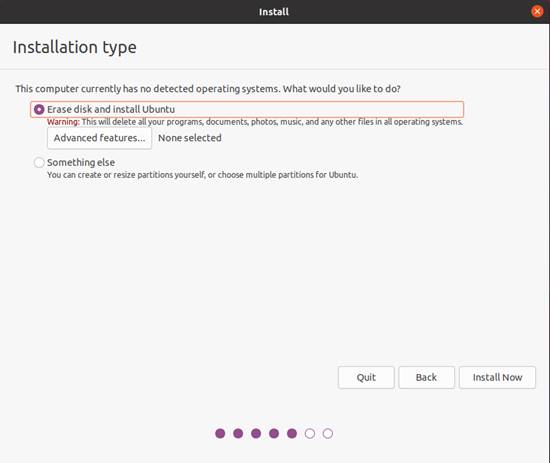 Install
Installation type
This computer currently has no detected operating systems. What would you like to do?
Erase disk and install Ubuntu
Warning: This will delete all your programs, documents, photos, music, and any other files in all operating systems.
Advanced features... None selected
Something else
You can create or resize partitions yourself, or choose multiple partitions for Ubuntu.
Quit Back Install Now